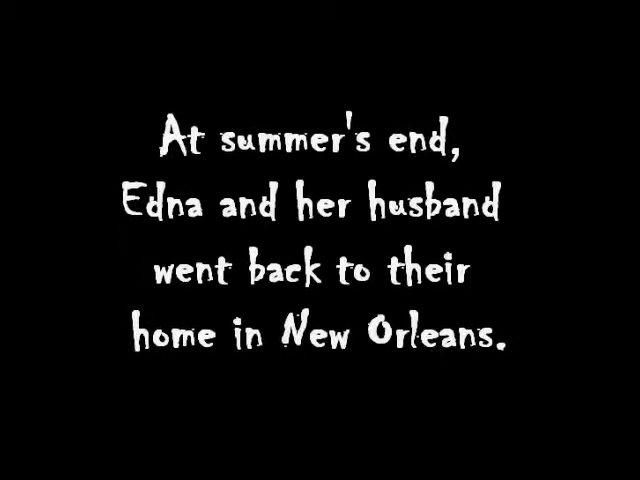 At summer's end,
Edna and her husband
went back to their
home in New Orleans.